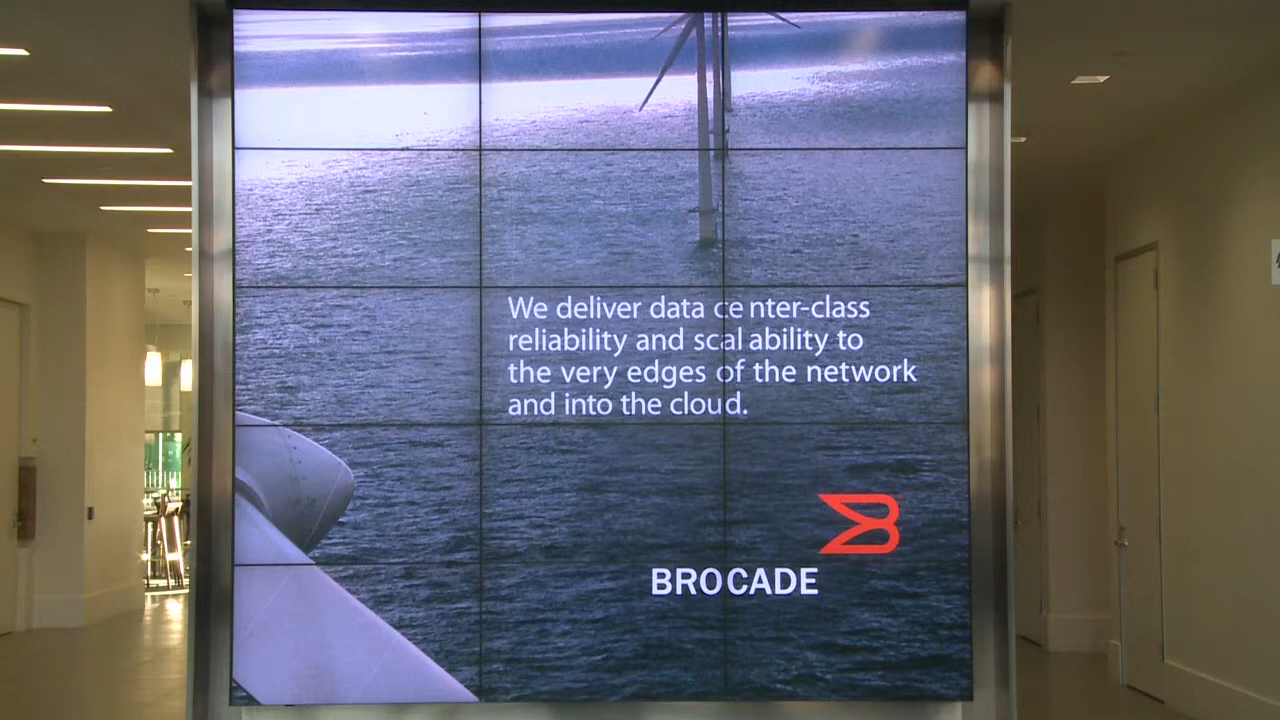 We deliver data center-class
reliability and scalability to
the very edges of the network
and into the cloud.
BROCADE